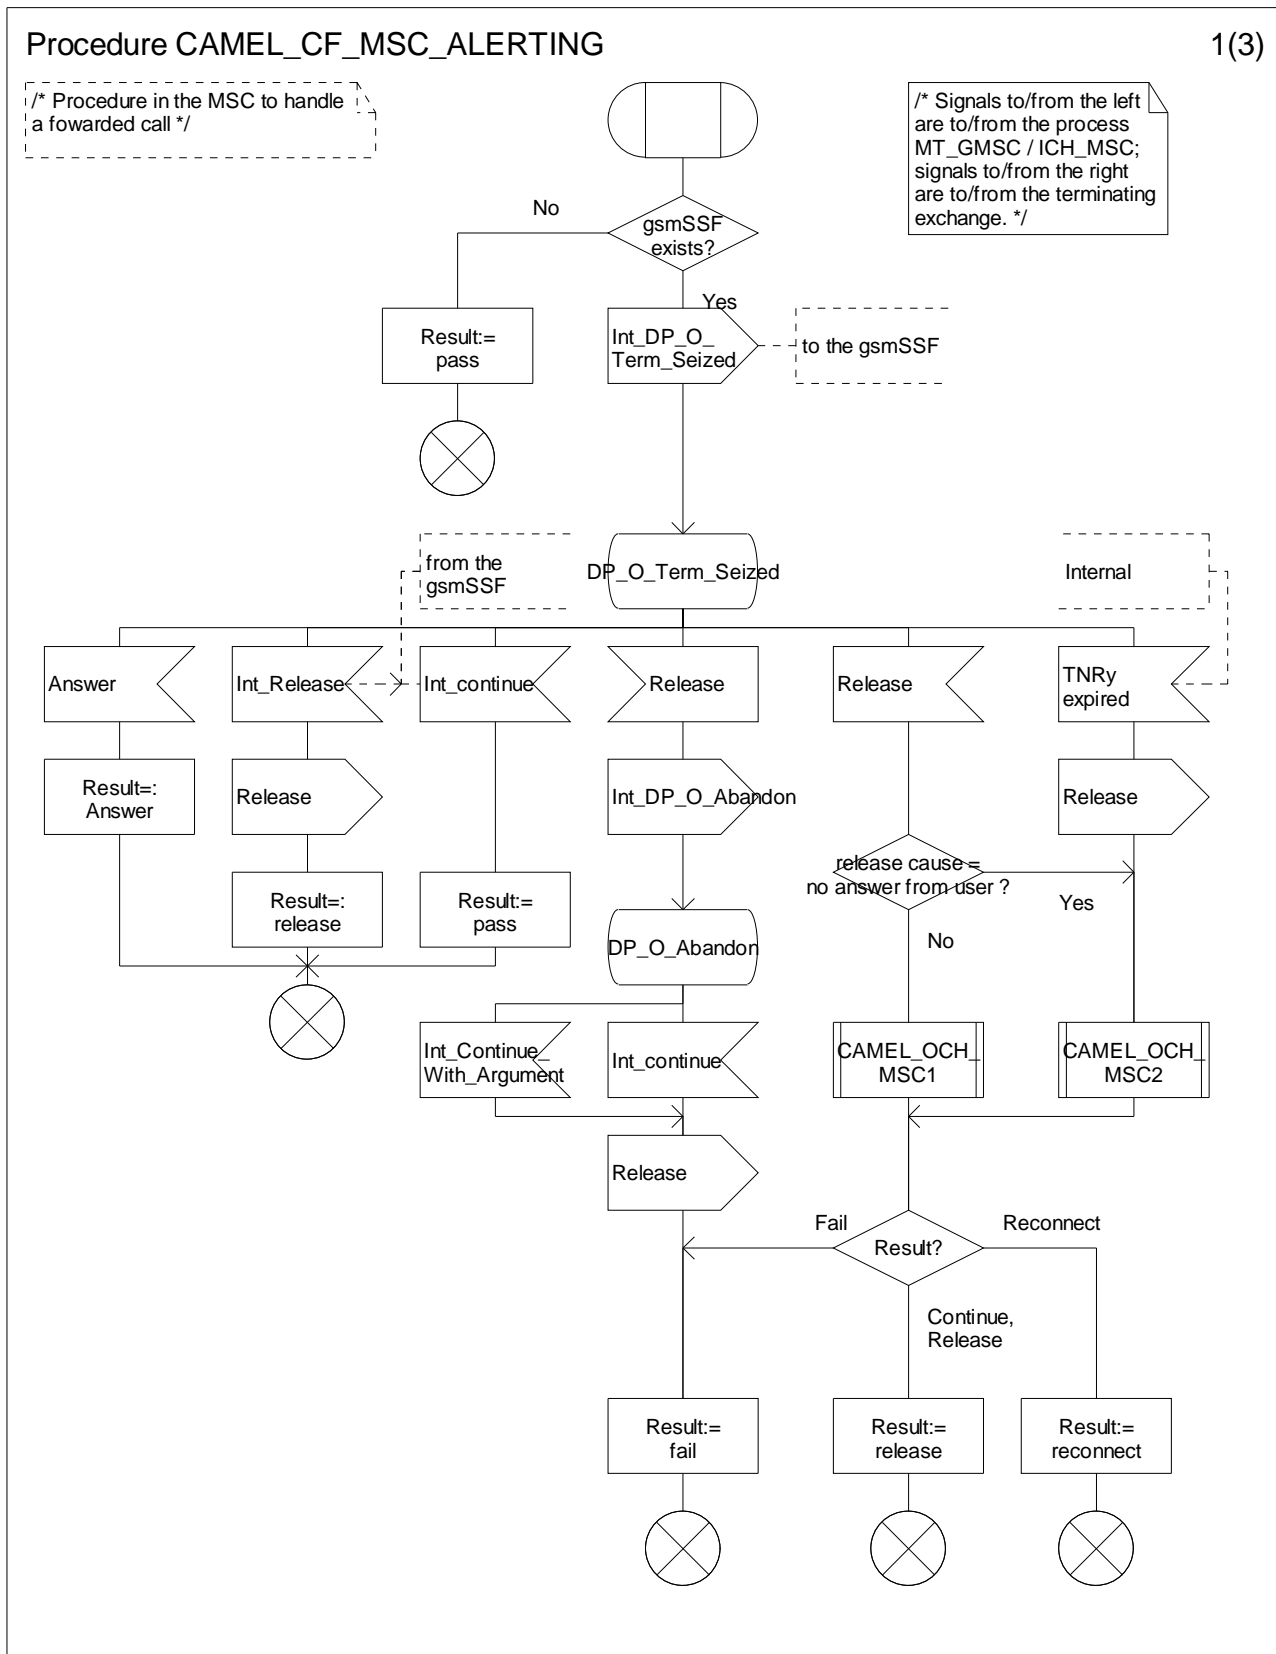 Procedure CAMEL_CF_MSC_ALERTING
1(3)
/* Procedure in the MSC to handle
a fowarded call */
/* Signals to/from the left
are to/from the process
MT_GMSC / ICH_MSC;
signals to/from the right
are to/from the terminating
exchange. */
No
gsmSSF
exists?
Yes
Result:=
pass
Int_DP_O_
Term_Seized
to the gsmSSF
from the
gsmSSF
DP_O_Term_Seized
Internal
Answer
Int_Release
Int_continue
Release
Release
TNRy
expired
Result=:
Answer
Release
Int_DP_O_Abandon
Release
release cause =
no answer from user ?
Yes
No
Result=:
release
Result:=
pass
DP_O_Abandon
Int_Continue_
With_Argument
Int_continue
CAMEL_OCH_
MSC1
CAMEL_OCH_
MSC2
Release
Fail
Reconnect
Result?
Continue,
Release
Result:=
fail
Result:=
release
Result:=
reconnect